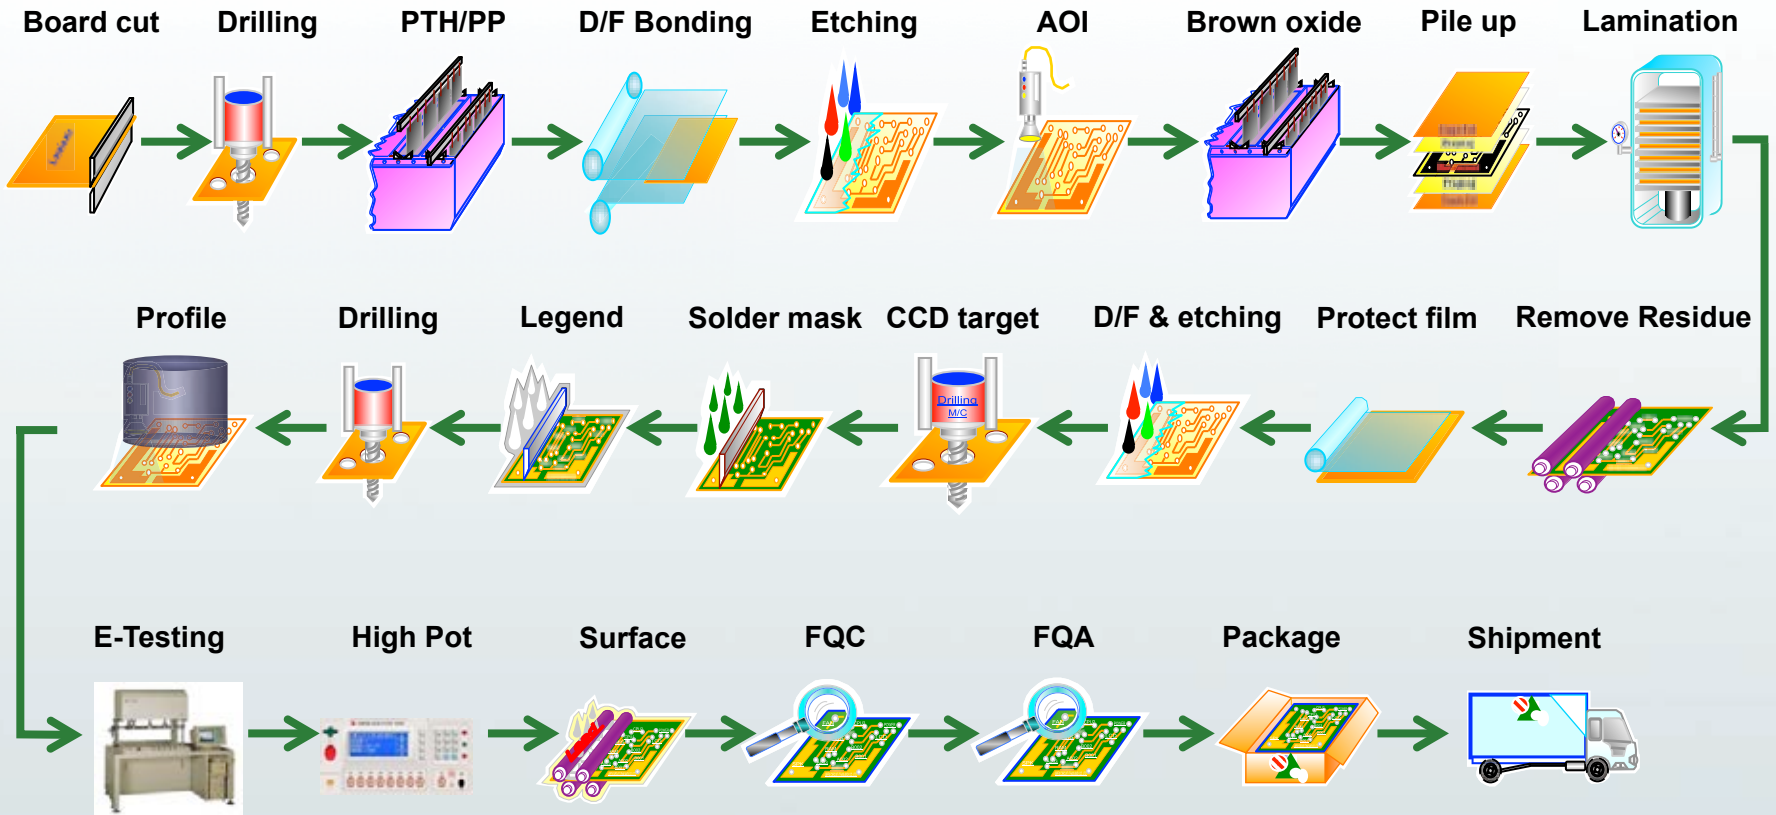 Board cut
Drilling
PTH/PP
D/F Bonding
Etching
AOI
Brown oxide
Pile up
Lamination
Remove Residue
Protect film
D/F & etching
CCD target
Drilling
M/C
Solder mask
Legend
Drilling
Profile
E-Testing
High Pot
Surface
FQC
FQA
Package
Shipment